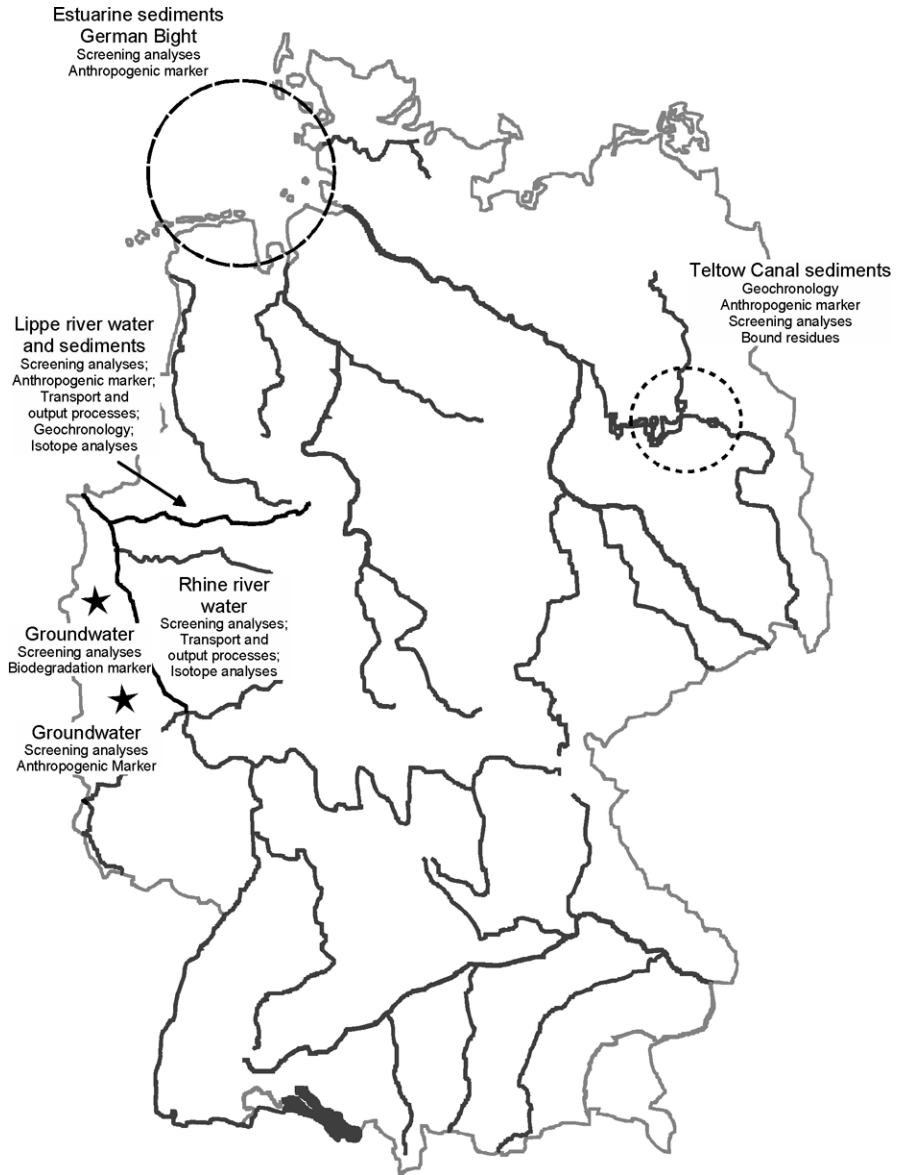 Estuarine sediments
German Bight
Screening analyses
Anthropogenic marker
Teltow Canal sediments
Geochronology
Anthropogenic marker
Screening analyses
Bound residues
Lippe river water
and sediments
Screening analyses;
Anthropogenic marker;
Transport and
output processes;
Geochronology;
Isotope analyses
Rhine river
water
Screening analyses;
Transport and
output processes;
Isotope analyses
Groundwater
Screening analyses
Biodegradation marker
Groundwater
Screening analyses
Anthropogenic Marker